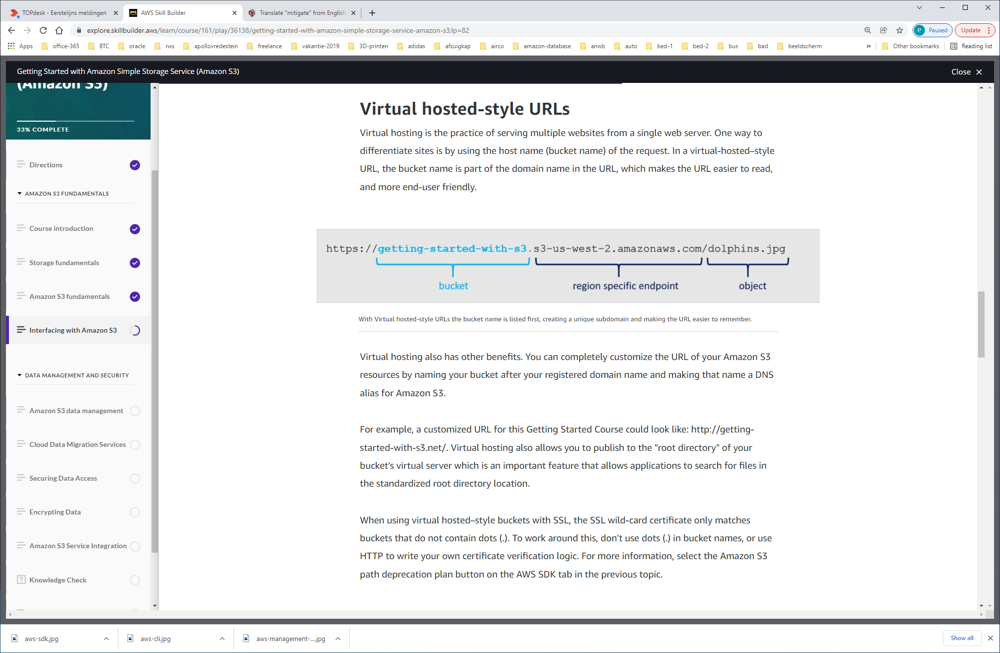 TOPdesk - Eerstelijns meldingen
AWS Skill Builder
Translate "mitigate" from English
explore.skillbuilder.aws/learn/course/161/play/36138/getting-started-with-amazon-simple-storage-service-amazon-s3;lp=82
P Paused
Update
Apps office-365 BTC oracle rws apollovredestein freelance vakantie-2019 3D-printen adidas afzuigkap airco amazon-database anwb auto bed-1 bed-2 bus bad beeldscherm » Other bookmarks Reading list
Getting Started with Amazon Simple Storage Service (Amazon S3)
Close
(Amazon S3)
33% COMPLETE
Directions
AMAZON S3 FUNDAMENTALS
Course introduction
Storage fundamentals
Amazon S3 fundamentals
Interfacing with Amazon S3
DATA MANAGEMENT AND SECURITY
Amazon S3 data management
Cloud Data Migration Services
Securing Data Access
Encrypting Data
Amazon S3 Service Integration
Knowledge Check
Virtual hosted-style URLs
Virtual hosting is the practice of serving multiple websites from a single web server. One way to
differentiate sites is by using the host name (bucket name) of the request. In a virtual-hosted–style
URL, the bucket name is part of the domain name in the URL, which makes the URL easier to read,
and more end-user friendly.
https://getting-started-with-s3.s3-us-west-2.amazonaws.com/dolphins.jpg
bucket region specific endpoint object
With Virtual hosted-style URLs the bucket name is listed first, creating a unique subdomain and making the URL easier to remember.
Virtual hosting also has other benefits. You can completely customize the URL of your Amazon S3
resources by naming your bucket after your registered domain name and making that name a DNS
alias for Amazon S3.
For example, a customized URL for this Getting Started Course could look like: http://getting-
started-with-s3.net/. Virtual hosting also allows you to publish to the "root directory" of your
bucket's virtual server which is an important feature that allows applications to search for files in
the standardized root directory location.
When using virtual hosted–style buckets with SSL, the SSL wild-card certificate only matches
buckets that do not contain dots (.). To work around this, don't use dots (.) in bucket names, or use
HTTP to write your own certificate verification logic. For more information, select the Amazon S3
path deprecation plan button on the AWS SDK tab in the previous topic.
aws-sdk.jpg
aws-cli.jpg
aws-management-....jpg
Show all